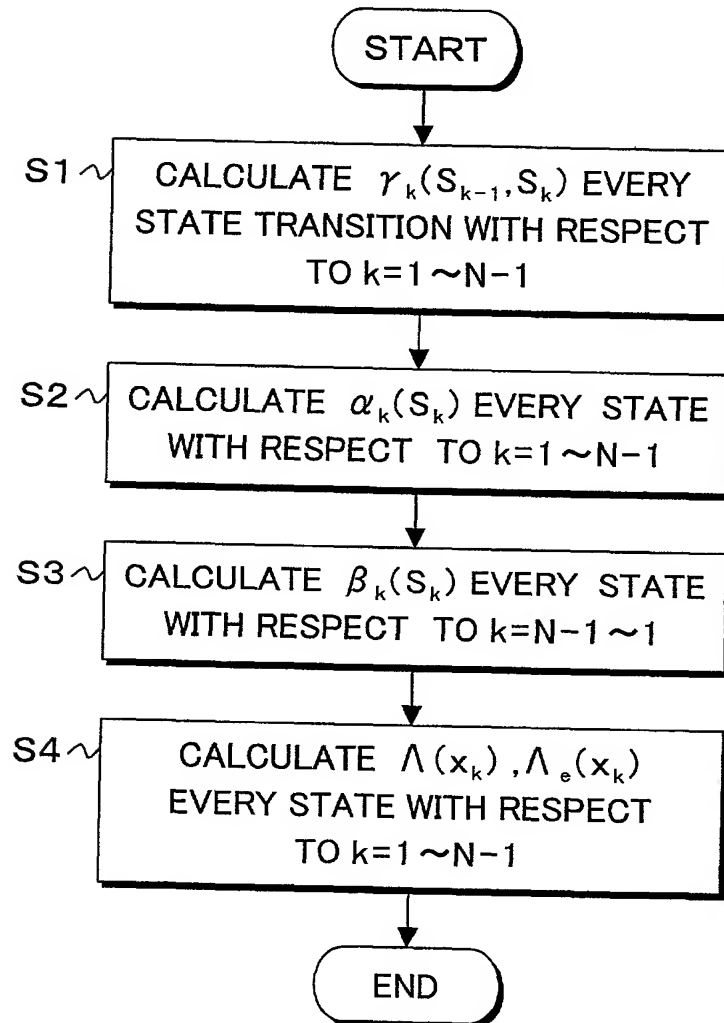 START
S1
CALCULATE γₖ(Sₖ₋₁,Sₖ) EVERY
STATE TRANSITION WITH RESPECT
TO k=1~N-1
S2
CALCULATE αₖ(Sₖ) EVERY STATE
WITH RESPECT TO k=1~N-1
S3
CALCULATE βₖ(Sₖ) EVERY STATE
WITH RESPECT TO k=N-1~1
S4
CALCULATE Λ(xₖ),Λₑ(xₖ)
EVERY STATE WITH RESPECT
TO k=1~N-1
END